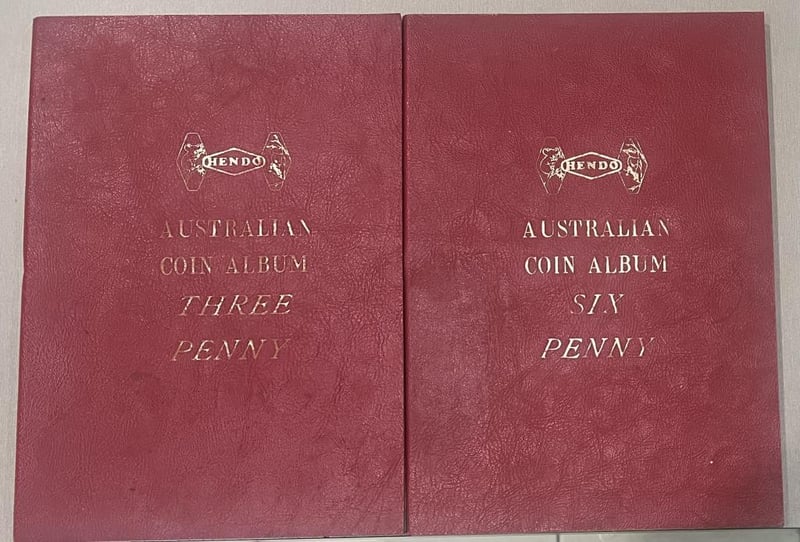 HENDO
AUSTRALIAN
COIN ALBUM
THREE
PENNY
HENDO
AUSTRALIAN
COIN ALBUM
SIX
PENNY